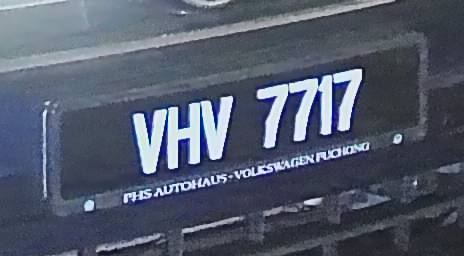 VHV 7717
PHS AUTOHAUS - VOLKSWAGEN PUCHONG